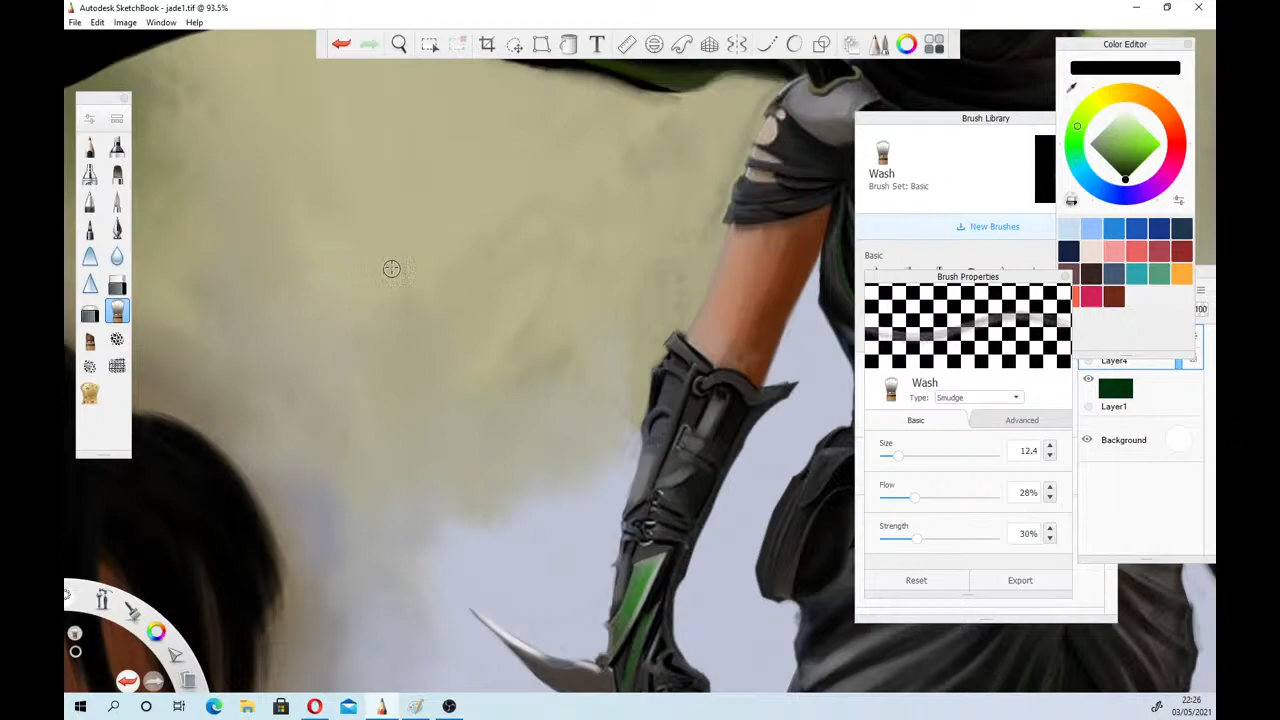 Autodesk SketchBook - jade1.tif @ 93.5%
File Edit Image Window Help
Color Editor
Brush Library
Wash
Brush Set: Basic
New Brushes
Basic
Brush Properties
Wash
Type: Smudge
Basic Advanced
Size
12.4
Flow
28%
Strength
30%
Reset Export
100
Layer4
Layer1
Background
22:26
03/05/2021